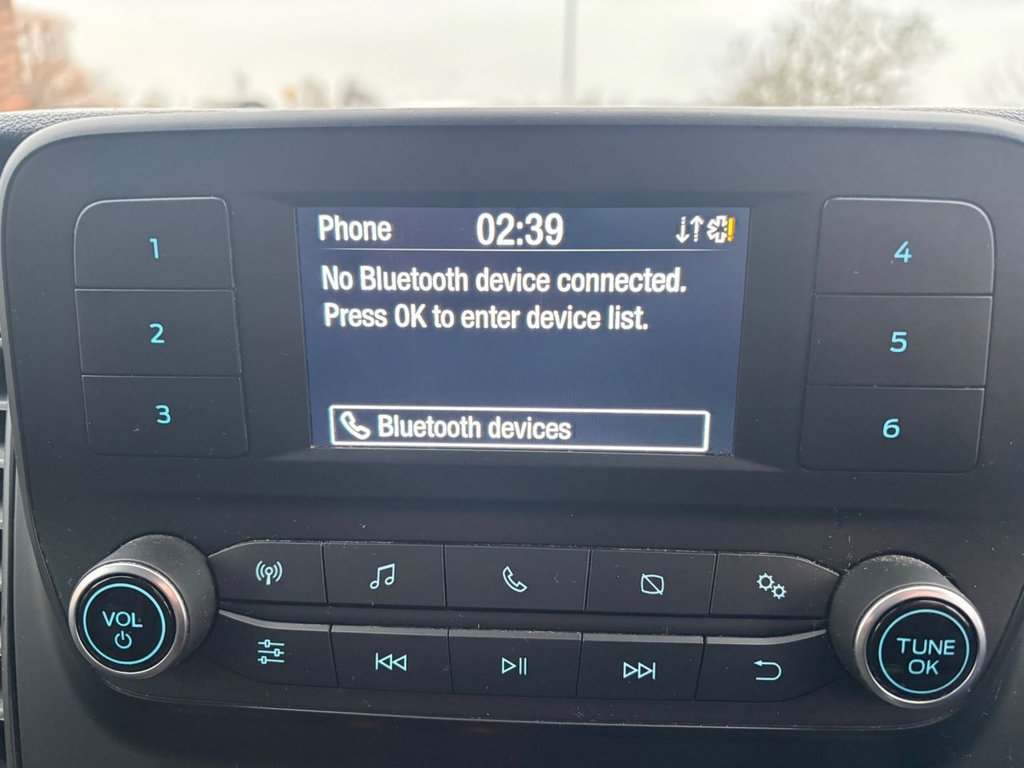 Phone 02:39
No Bluetooth device connected.
Press OK to enter device list.
Bluetooth devices
1
2
3
4
5
6
VOL
TUNE
OK